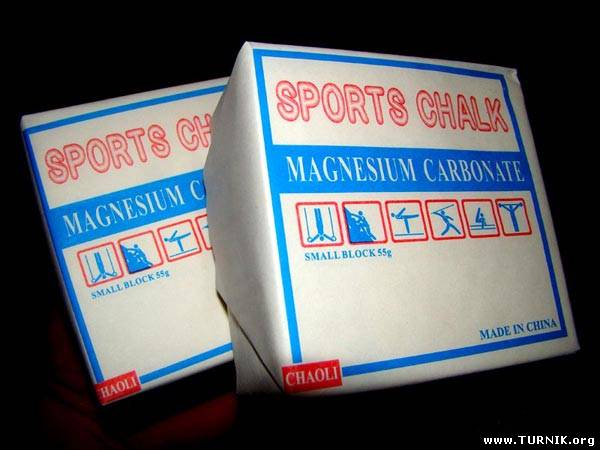 SPORTS CHALK
MAGNESIUM CARBONATE
SMALL BLOCK 55g
CHAOLI
SPORTS CHALK
MAGNESIUM CARBONATE
SMALL BLOCK 55g
MADE IN CHINA
CHAOLI
www.TURNIK.org